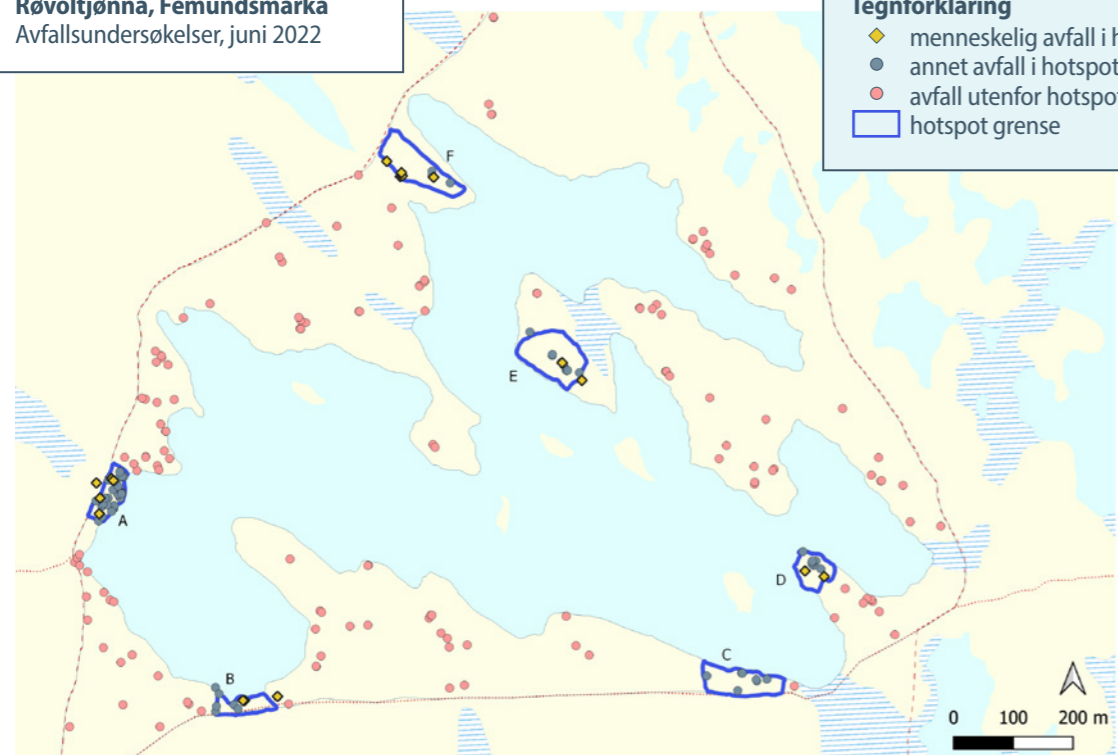 Røvoltjønna, Femundsmarka
Avfallsundersøkelser, juni 2022
Tegnforklaring
menneskelig avfall i h
annet avfall i hotspot
avfall utenfor hotspot
hotspot grense
F
E
A
D
C
B
0 100 200 m